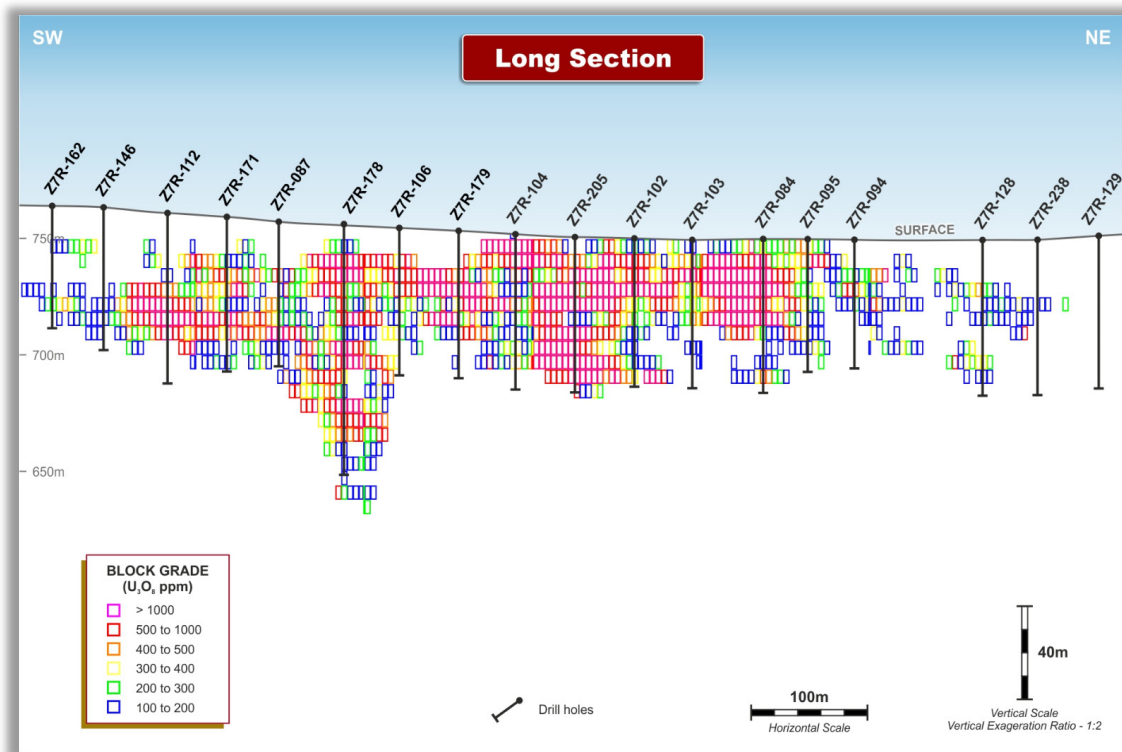 SW
NE
Long Section
Z7R-162
Z7R-146
Z7R-112
Z7R-171
Z7R-087
Z7R-178
Z7R-106
Z7R-179
Z7R-104
Z7R-205
Z7R-102
Z7R-103
Z7R-084
Z7R-095
Z7R-094
Z7R-128
Z7R-238
Z7R-129
SURFACE
750m
700m
650m
BLOCK GRADE
(U₃O₈ ppm)
> 1000
500 to 1000
400 to 500
300 to 400
200 to 300
100 to 200
Drill holes
100m
Horizontal Scale
40m
Vertical Scale
Vertical Exageration Ratio - 1:2